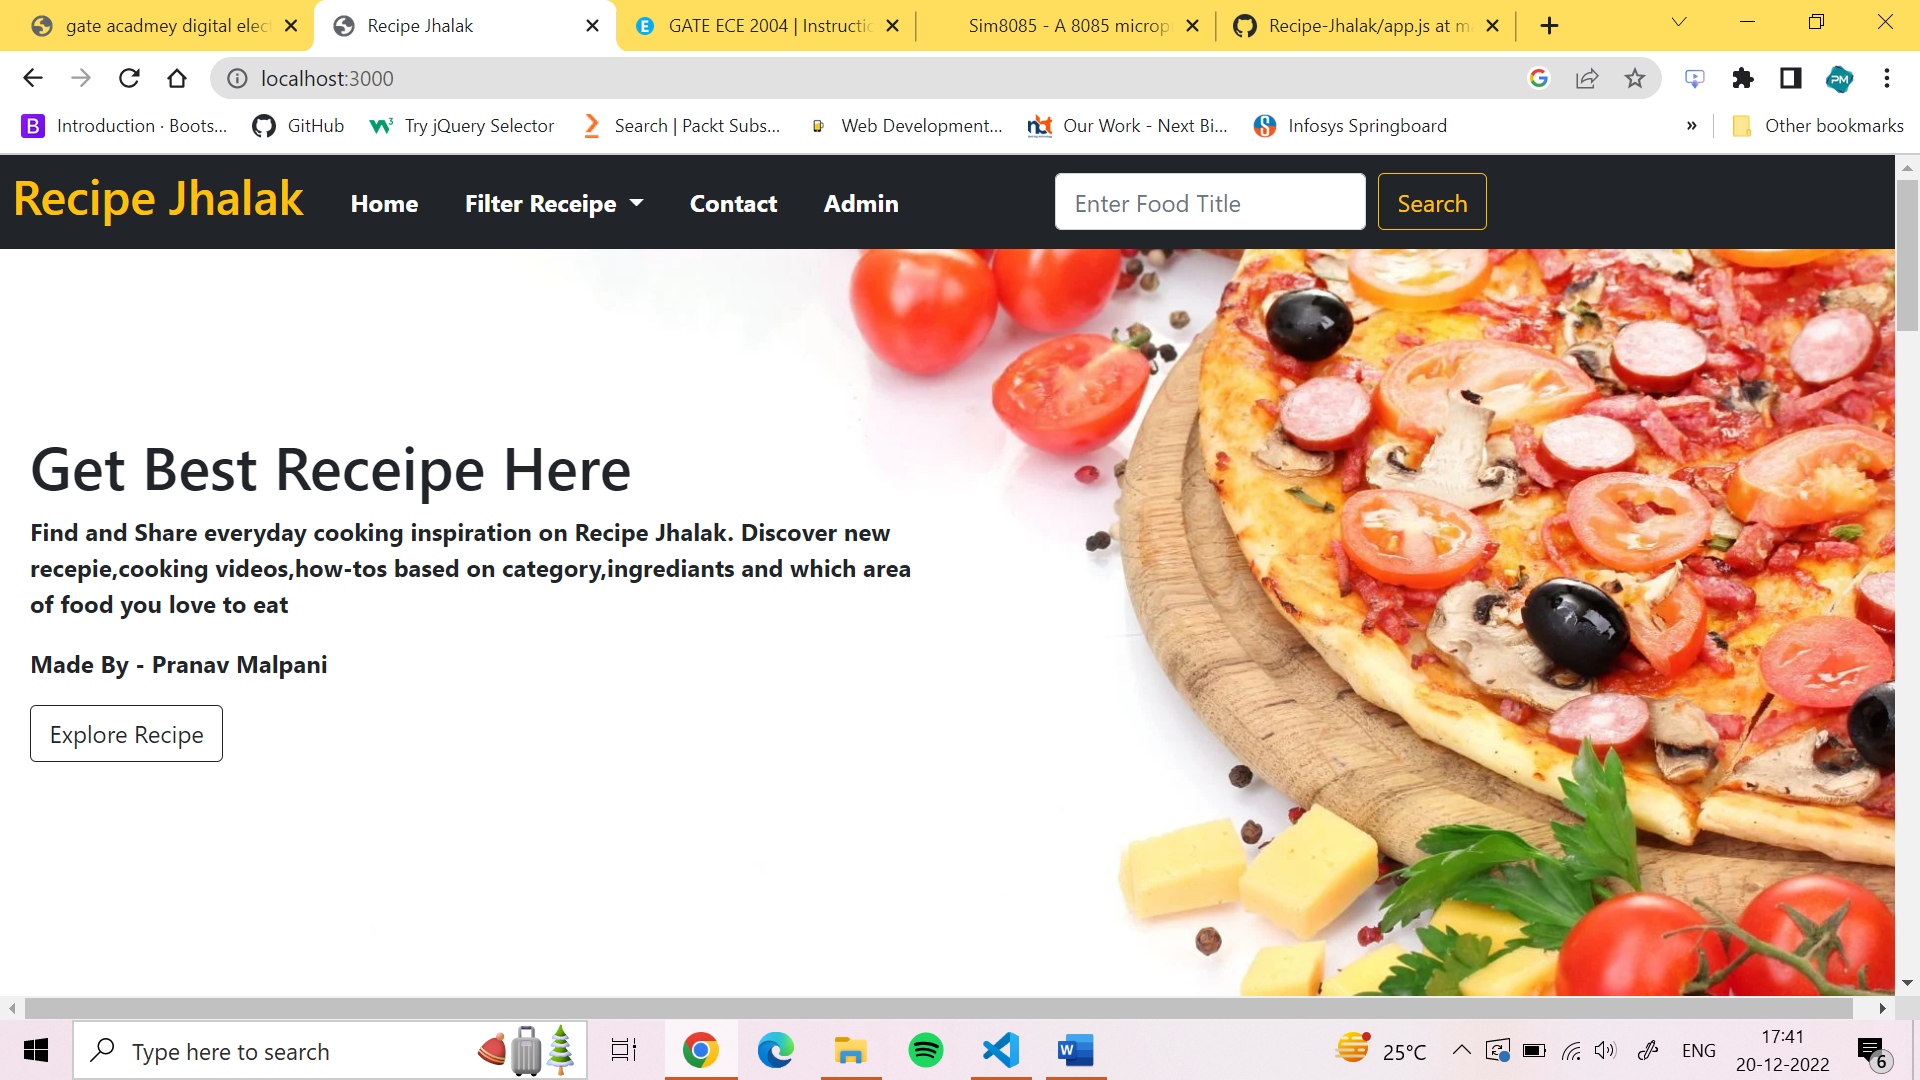 gate acadmey digital elect
Recipe Jhalak
GATE ECE 2004 | Instructio
Sim8085 - A 8085 microp
Recipe-Jhalak/app.js at ma
localhost:3000
Introduction · Boots...
GitHub
Try jQuery Selector
Search | Packt Subs...
Web Development...
Our Work - Next Bi...
Infosys Springboard
»
Other bookmarks
Recipe Jhalak
Home
Filter Receipe
Contact
Admin
Enter Food Title
Search
Get Best Receipe Here
Find and Share everyday cooking inspiration on Recipe Jhalak. Discover new
recepie,cooking videos,how-tos based on category,ingrediants and which area
of food you love to eat
Made By - Pranav Malpani
Explore Recipe
Type here to search
25°C
ENG
17:41
20-12-2022
6